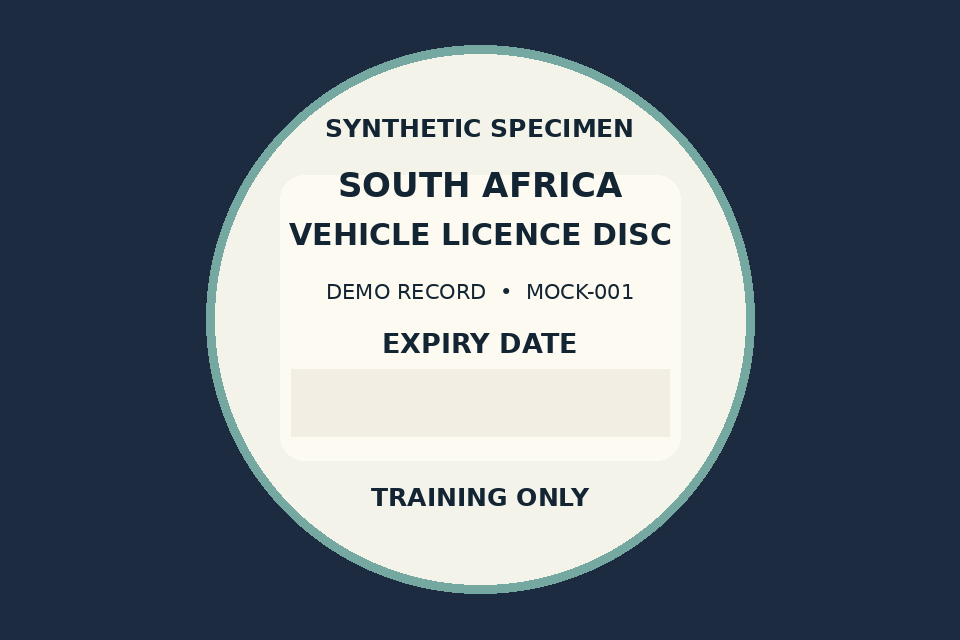 SYNTHETIC SPECIMEN
SOUTH AFRICA
VEHICLE LICENCE DISC
DEMO RECORD • MOCK-001
EXPIRY DATE
TRAINING ONLY